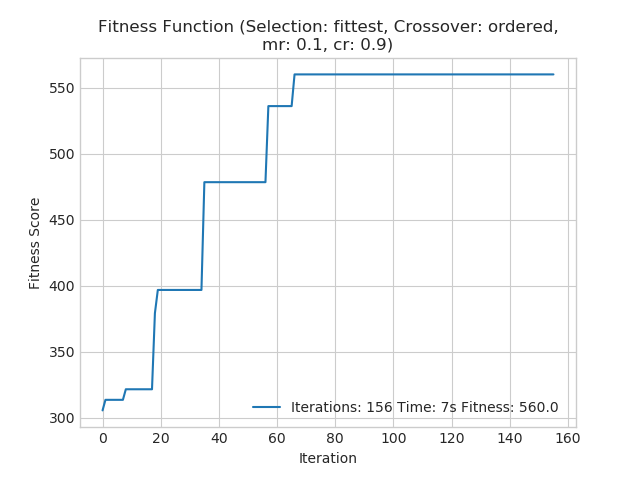 Fitness Function (Selection: fittest, Crossover: ordered,
mr: 0.1, cr: 0.9)
550
500
450
400
350
300
Fitness Score
Iterations: 156 Time: 7s Fitness: 560.0
0 20 40 60 80 100 120 140 160
Iteration